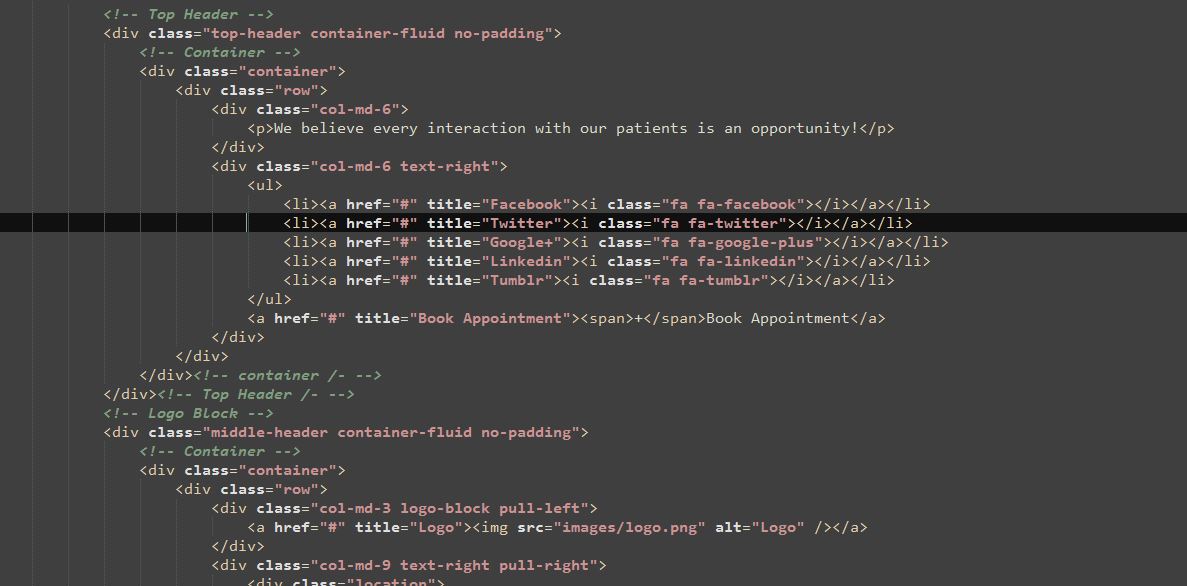 <!-- Top Header -->
<div class="top-header container-fluid no-padding">
<!-- Container -->
<div class="container">
<div class="row">
<div class="col-md-6">
<p>We believe every interaction with our patients is an opportunity!</p>
</div>
<div class="col-md-6 text-right">
<ul>
<li><a href="#" title="Facebook"><i class="fa fa-facebook"></i></a></li>
<li><a href="#" title="Twitter"><i class="fa fa-twitter"></i></a></li>
<li><a href="#" title="Google+"><i class="fa fa-google-plus"></i></a></li>
<li><a href="#" title="Linkedin"><i class="fa fa-linkedin"></i></a></li>
<li><a href="#" title="Tumblr"><i class="fa fa-tumblr"></i></a></li>
</ul>
<a href="#" title="Book Appointment"><span>+</span>Book Appointment</a>
</div>
</div>
</div><!-- container /- -->
</div><!-- Top Header /- -->
<!-- Logo Block -->
<div class="middle-header container-fluid no-padding">
<!-- Container -->
<div class="container">
<div class="row">
<div class="col-md-3 logo-block pull-left">
<a href="#" title="Logo"><img src="images/logo.png" alt="Logo" /></a>
</div>
<div class="col-md-9 text-right pull-right">
<div class="location">